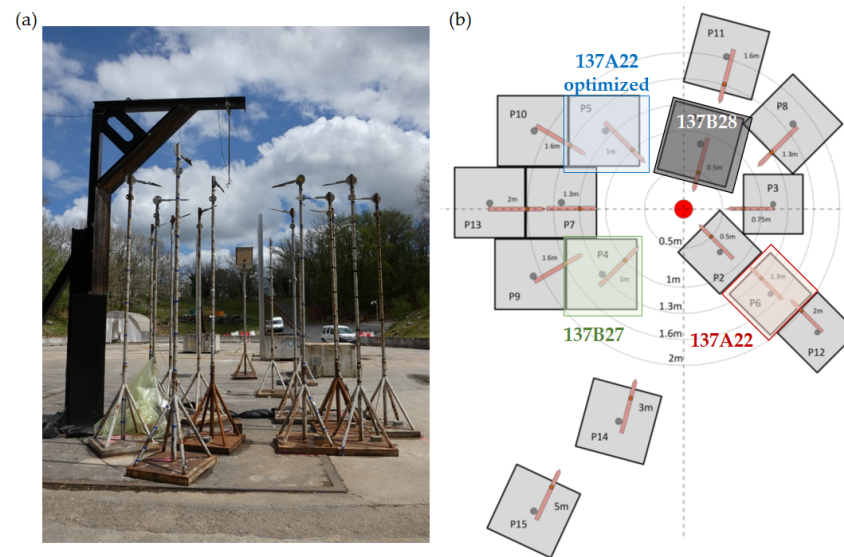 (a)
(b)
P11
1.6m
137A22
optimized
P5
1m
P10
1.6m
137B28
0.5m
P8
1.3m
P3
0.75m
P13
2m
P7
1.3m
0.5m
P2
0.5m
1m
1.3m
1.6m
2m
P9
1.6m
P4
1m
137B27
P6
1.3m
137A22
P12
2m
P14
3m
P15
5m